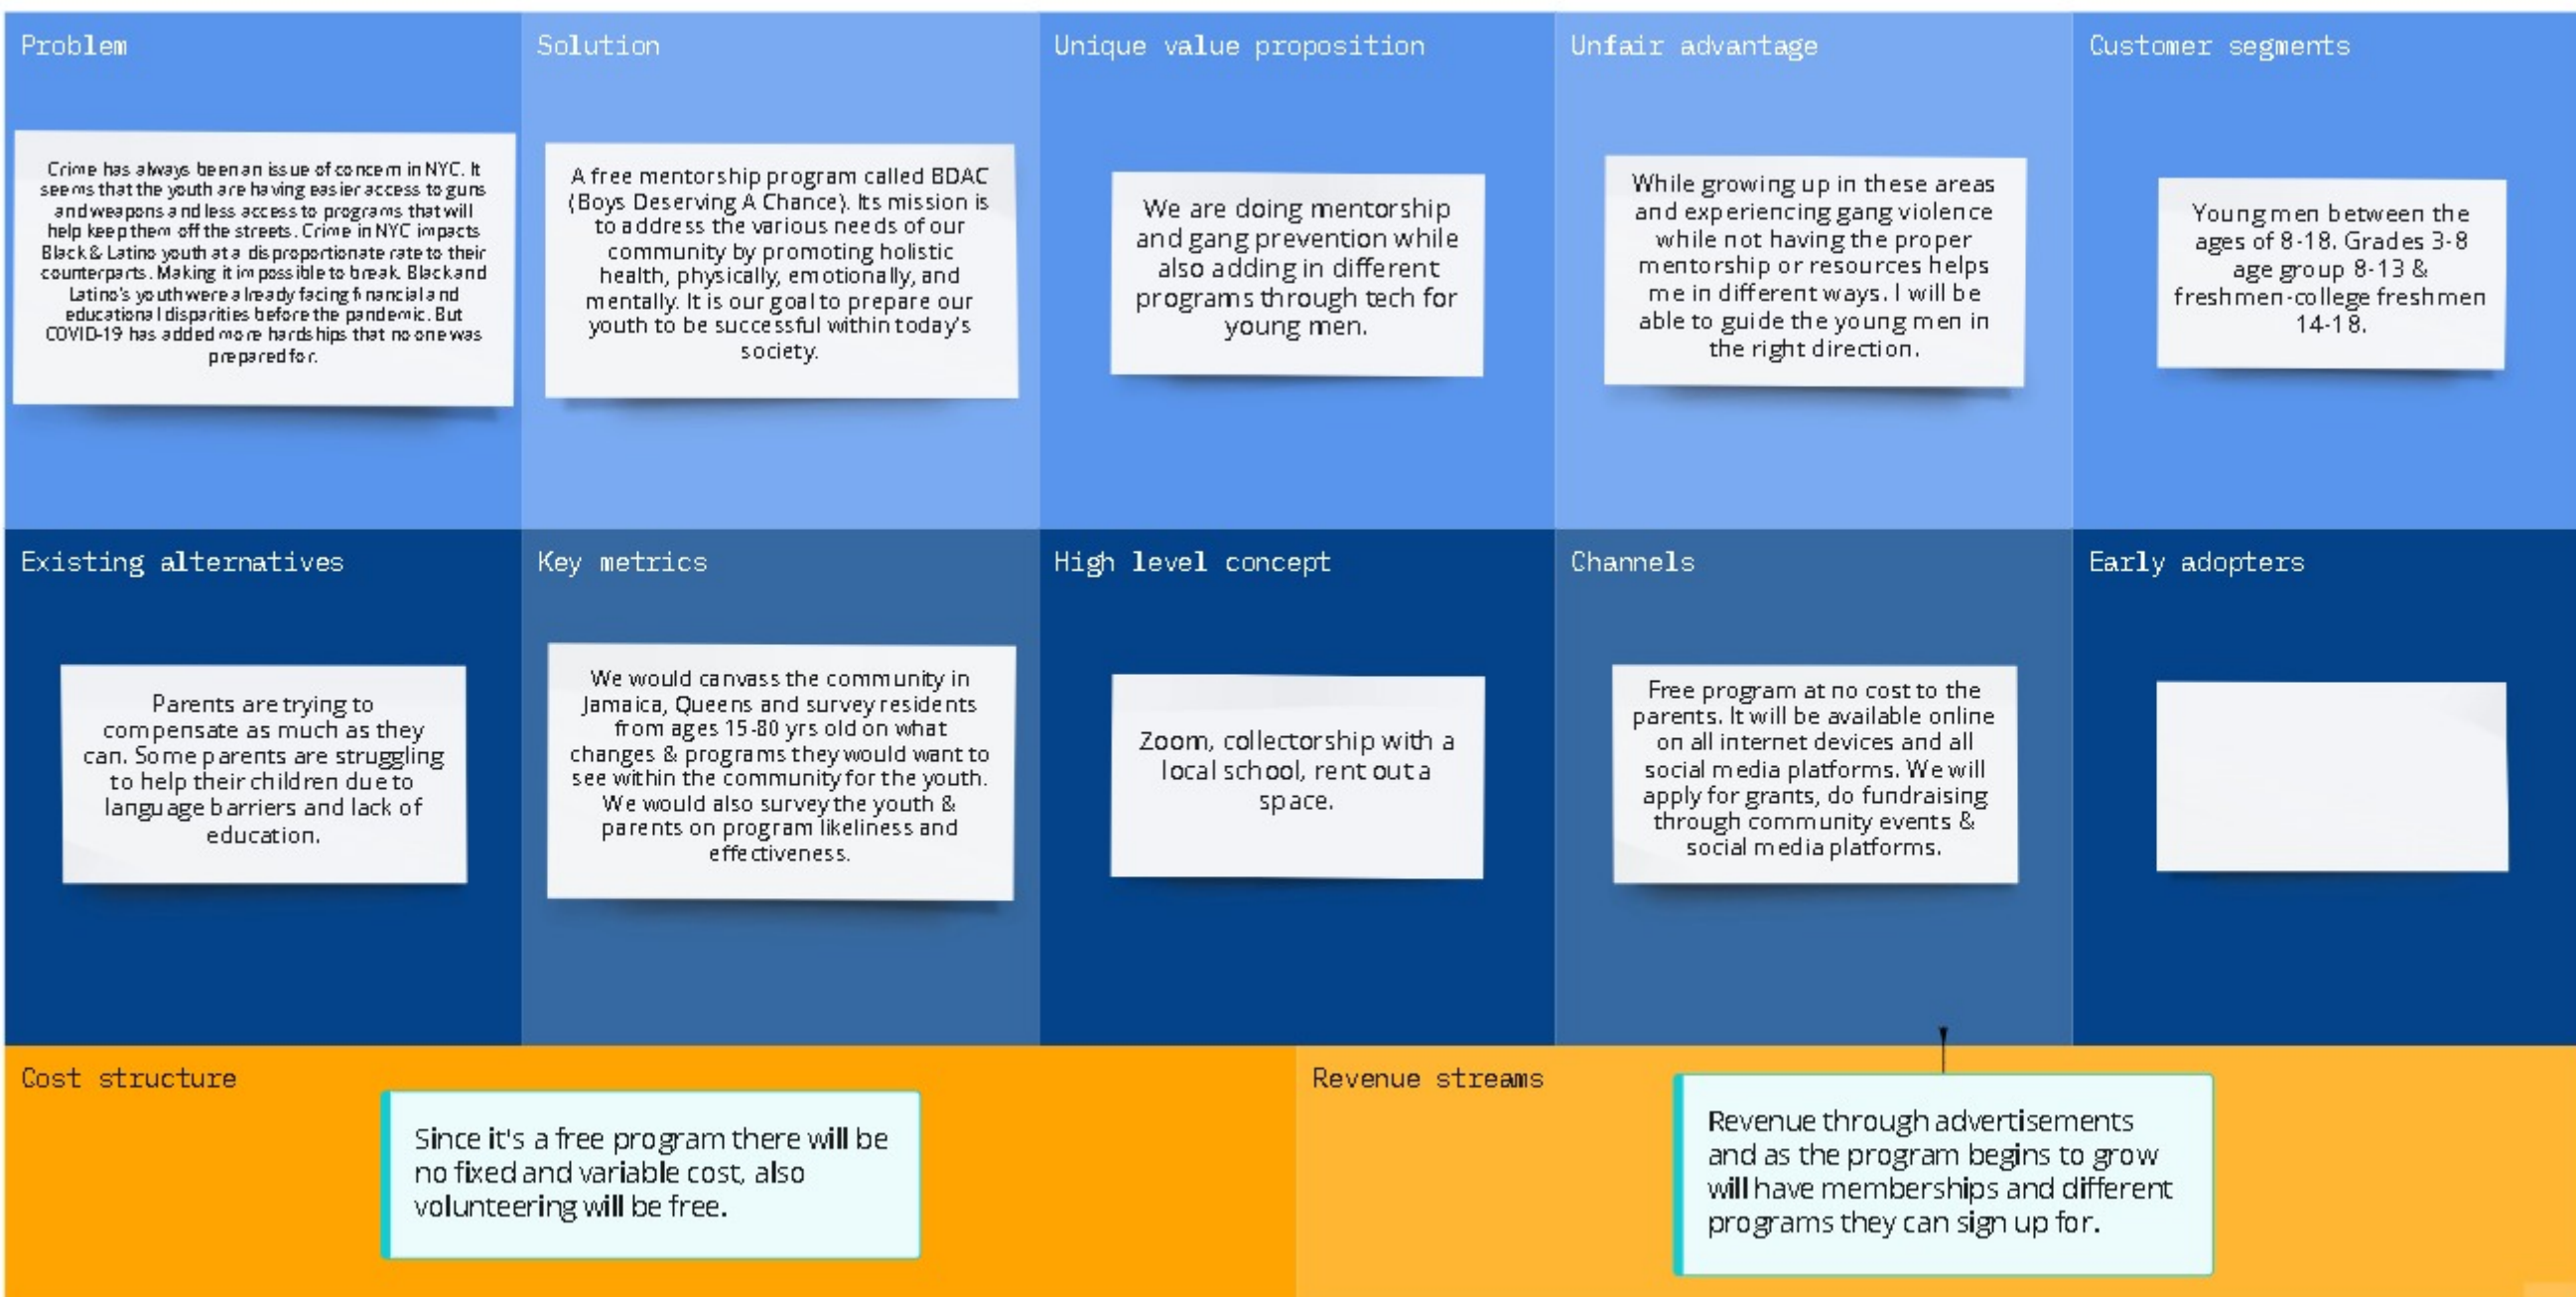 Problem
Crime has always been an issue of concern in NYC. It
seems that the youth are having easier access to guns
and weapons and less access to programs that will
help keep them off the streets. Crime in NYC impacts
Black & Latino youth at a disproportionate rate to their
counterparts. Making it impossible to break. Black and
Latino's youth were already facing financial and
educational disparities before the pandemic. But
COVID-19 has added more hardships that no one was
prepared for.
Solution
A free mentorship program called BDAC
(Boys Deserving A Chance). Its mission is
to address the various needs of our
community by promoting holistic
health, physically, emotionally, and
mentally. It is our goal to prepare our
youth to be successful within today's
society.
Unique value proposition
We are doing mentorship
and gang prevention while
also adding in different
programs through tech for
young men.
Unfair advantage
While growing up in these areas
and experiencing gang violence
while not having the proper
mentorship or resources helps
me in different ways. I will be
able to guide the young men in
the right direction.
Customer segments
Young men between the
ages of 8-18. Grades 3-8
age group 8-13 &
freshmen-college freshmen
14-18.
Existing alternatives
Parents are trying to
compensate as much as they
can. Some parents are struggling
to help their children due to
language barriers and lack of
education.
Key metrics
We would canvass the community in
Jamaica, Queens and survey residents
from ages 15-80 yrs old on what
changes & programs they would want to
see within the community for the youth.
We would also survey the youth &
parents on program likeliness and
effectiveness.
High level concept
Zoom, collectorship with a
local school, rent out a
space.
Channels
Free program at no cost to the
parents. It will be available online
on all internet devices and all
social media platforms. We will
apply for grants, do fundraising
through community events &
social media platforms.
Early adopters
Cost structure
Since it's a free program there will be
no fixed and variable cost, also
volunteering will be free.
Revenue streams
Revenue through advertisements
and as the program begins to grow
will have memberships and different
programs they can sign up for.